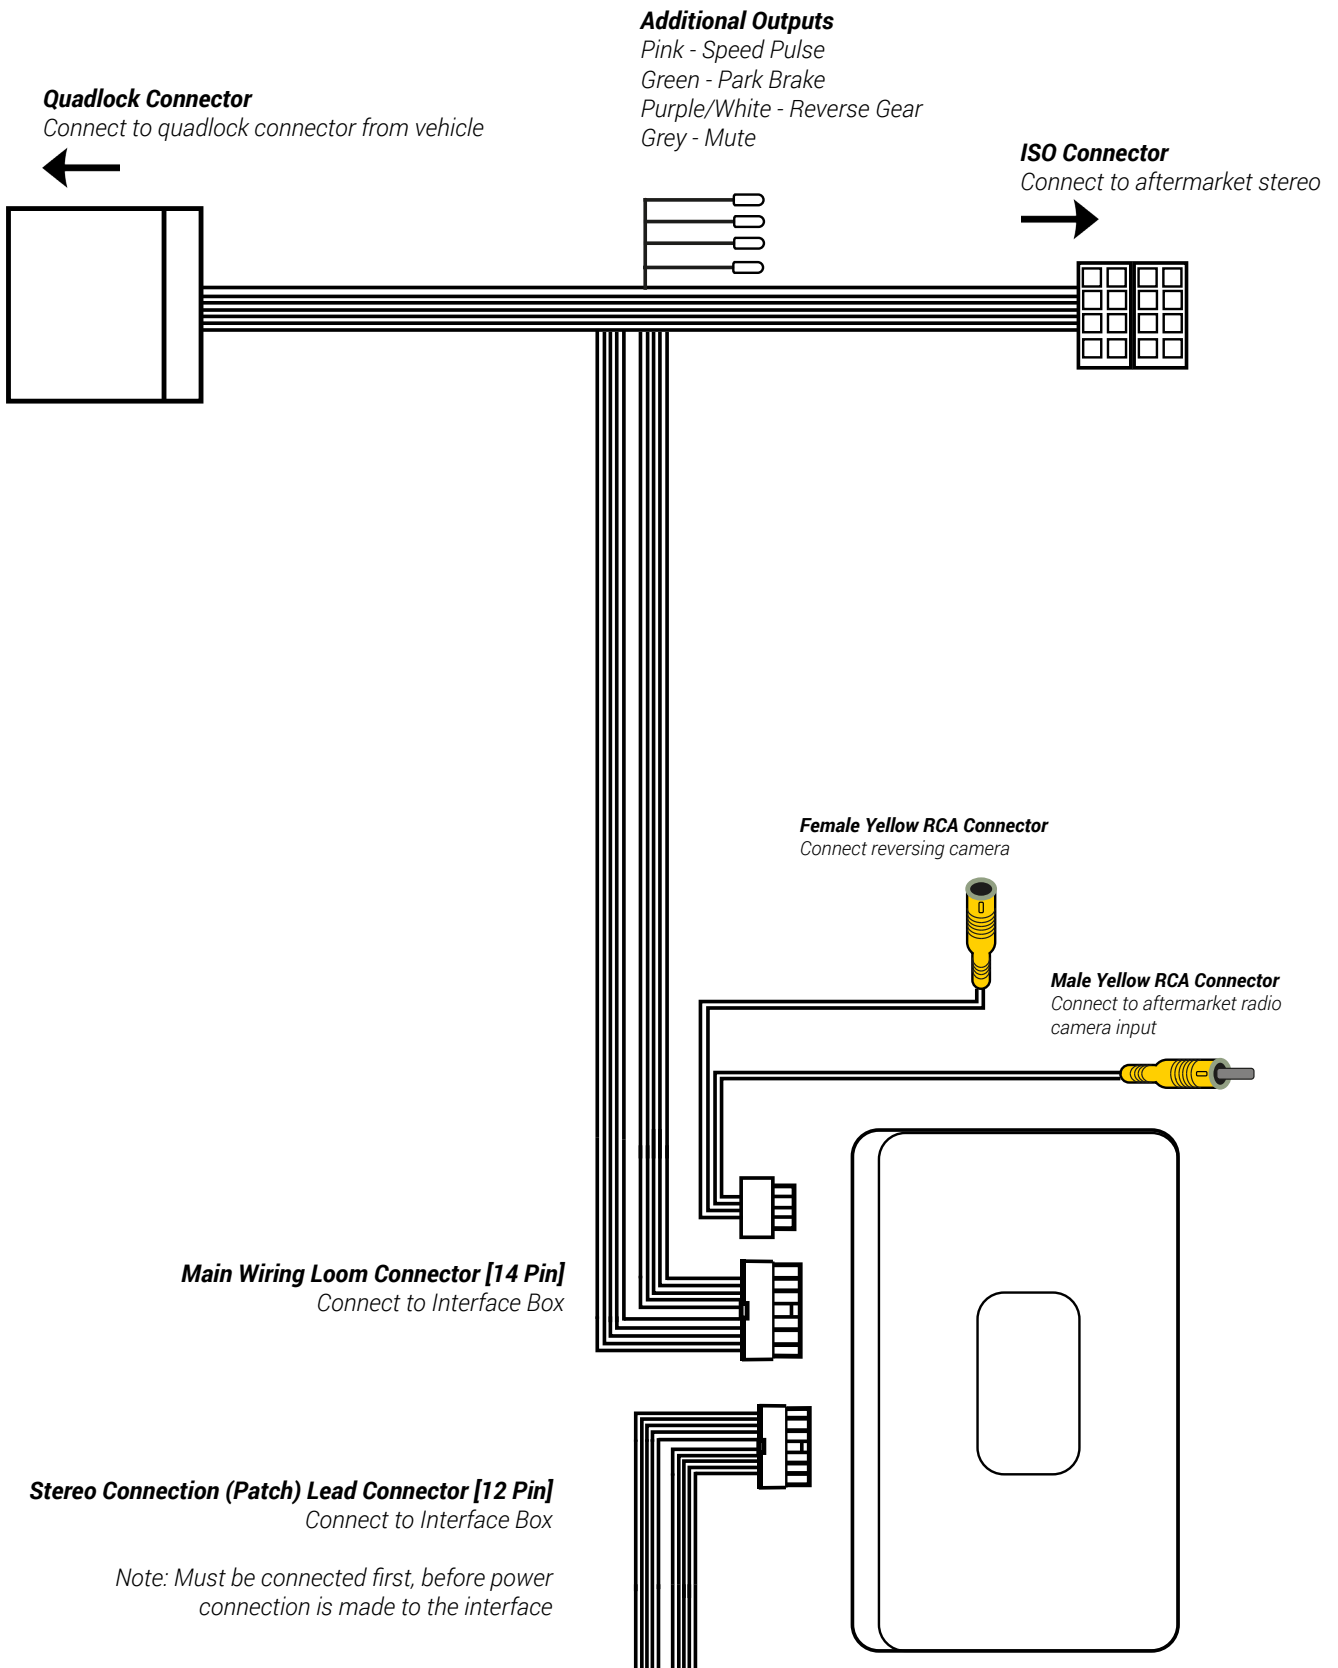 Additional Outputs
Pink - Speed Pulse
Green - Park Brake
Purple/White - Reverse Gear
Grey - Mute
Quadlock Connector
Connect to quadlock connector from vehicle
ISO Connector
Connect to aftermarket stereo
Female Yellow RCA Connector
Connect reversing camera
Male Yellow RCA Connector
Connect to aftermarket radio
camera input
Main Wiring Loom Connector [14 Pin]
Connect to Interface Box
Stereo Connection (Patch) Lead Connector [12 Pin]
Connect to Interface Box
Note: Must be connected first, before power
connection is made to the interface